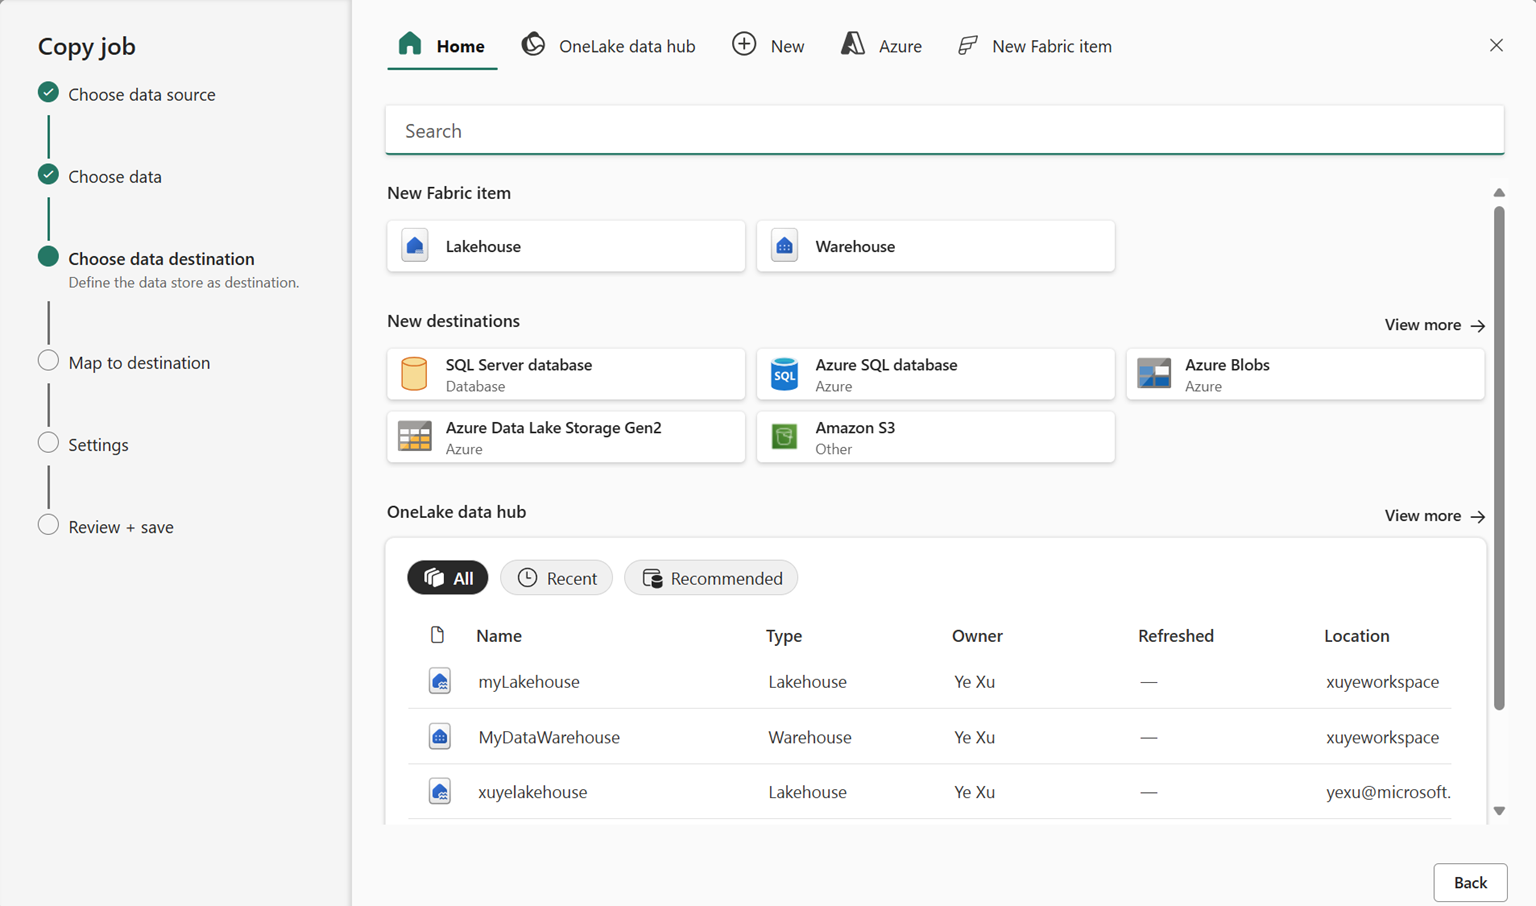 Copy job
Choose data source
Choose data
Choose data destination
Define the data store as destination.
Map to destination
Settings
Review + save
Home
OneLake data hub
New
Azure
New Fabric item
Search
New Fabric item
Lakehouse
Warehouse
New destinations
View more
SQL Server database
Database
SQL
Azure SQL database
Azure
Azure Blobs
Azure
Azure Data Lake Storage Gen2
Azure
Amazon S3
Other
OneLake data hub
View more
All
Recent
Recommended
Name Type Owner Refreshed Location
myLakehouse Lakehouse Ye Xu — xuyeworkspace
MyDataWarehouse Warehouse Ye Xu — xuyeworkspace
xuyelakehouse Lakehouse Ye Xu — yexu@microsoft.
Back